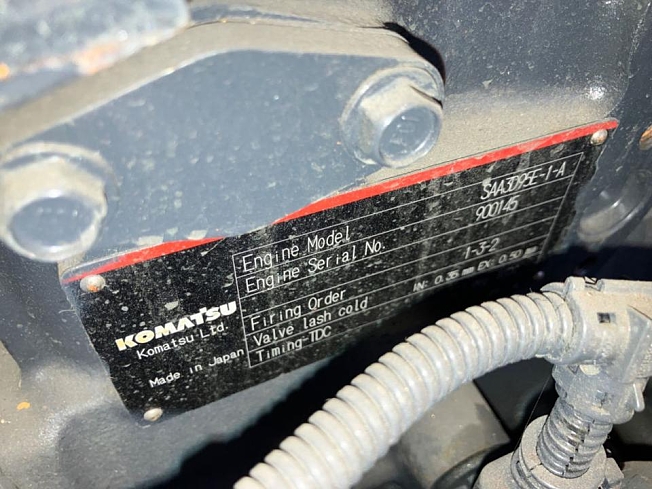 Engine Model SAA3D95E-1-A
Engine Serial No. 900145
Firing Order 1-3-2
Valve lash cold IN: 0.35 mm EX: 0.50 mm
Timing-TDC
KOMATSU
Komatsu Ltd.
Made in Japan